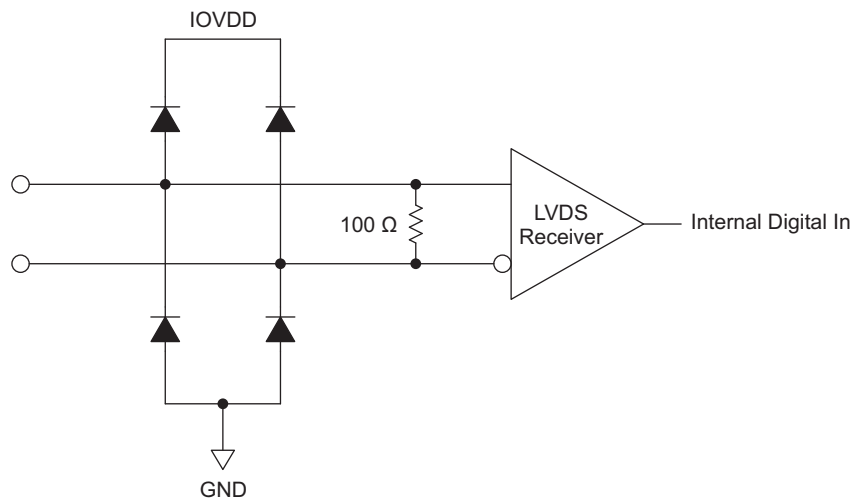 IOVDD
100 Ω
LVDS
Receiver
Internal Digital In
GND